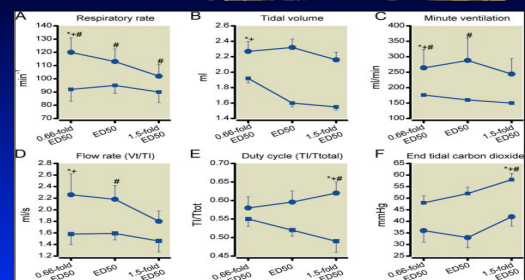 A Respiratory rate
*+#
#
#
min-1
140
130
120
110
100
90
80
70
0.66-fold ED50
ED50
1.5-fold ED50
B Tidal volume
*+
ml
2.6
2.4
2.2
2.0
1.8
1.6
1.4
0.66-fold ED50
ED50
1.5-fold ED50
C Minute ventilation
*+#
#
ml/min
400
350
300
250
200
150
100
0.66-fold ED50
ED50
1.5-fold ED50
D Flow rate (Vt/TI)
*+
#
ml/s
2.8
2.6
2.4
2.2
2.0
1.8
1.6
1.4
1.2
0.66-fold ED50
ED50
1.5-fold ED50
E Duty cycle (TI/Ttotal)
*+#
TI/Ttot
0.70
0.65
0.60
0.55
0.50
0.45
0.66-fold ED50
ED50
1.5-fold ED50
F End tidal carbon dioxide
*+#
mmHg
65
60
55
50
45
40
35
30
25
0.66-fold ED50
ED50
1.5-fold ED50